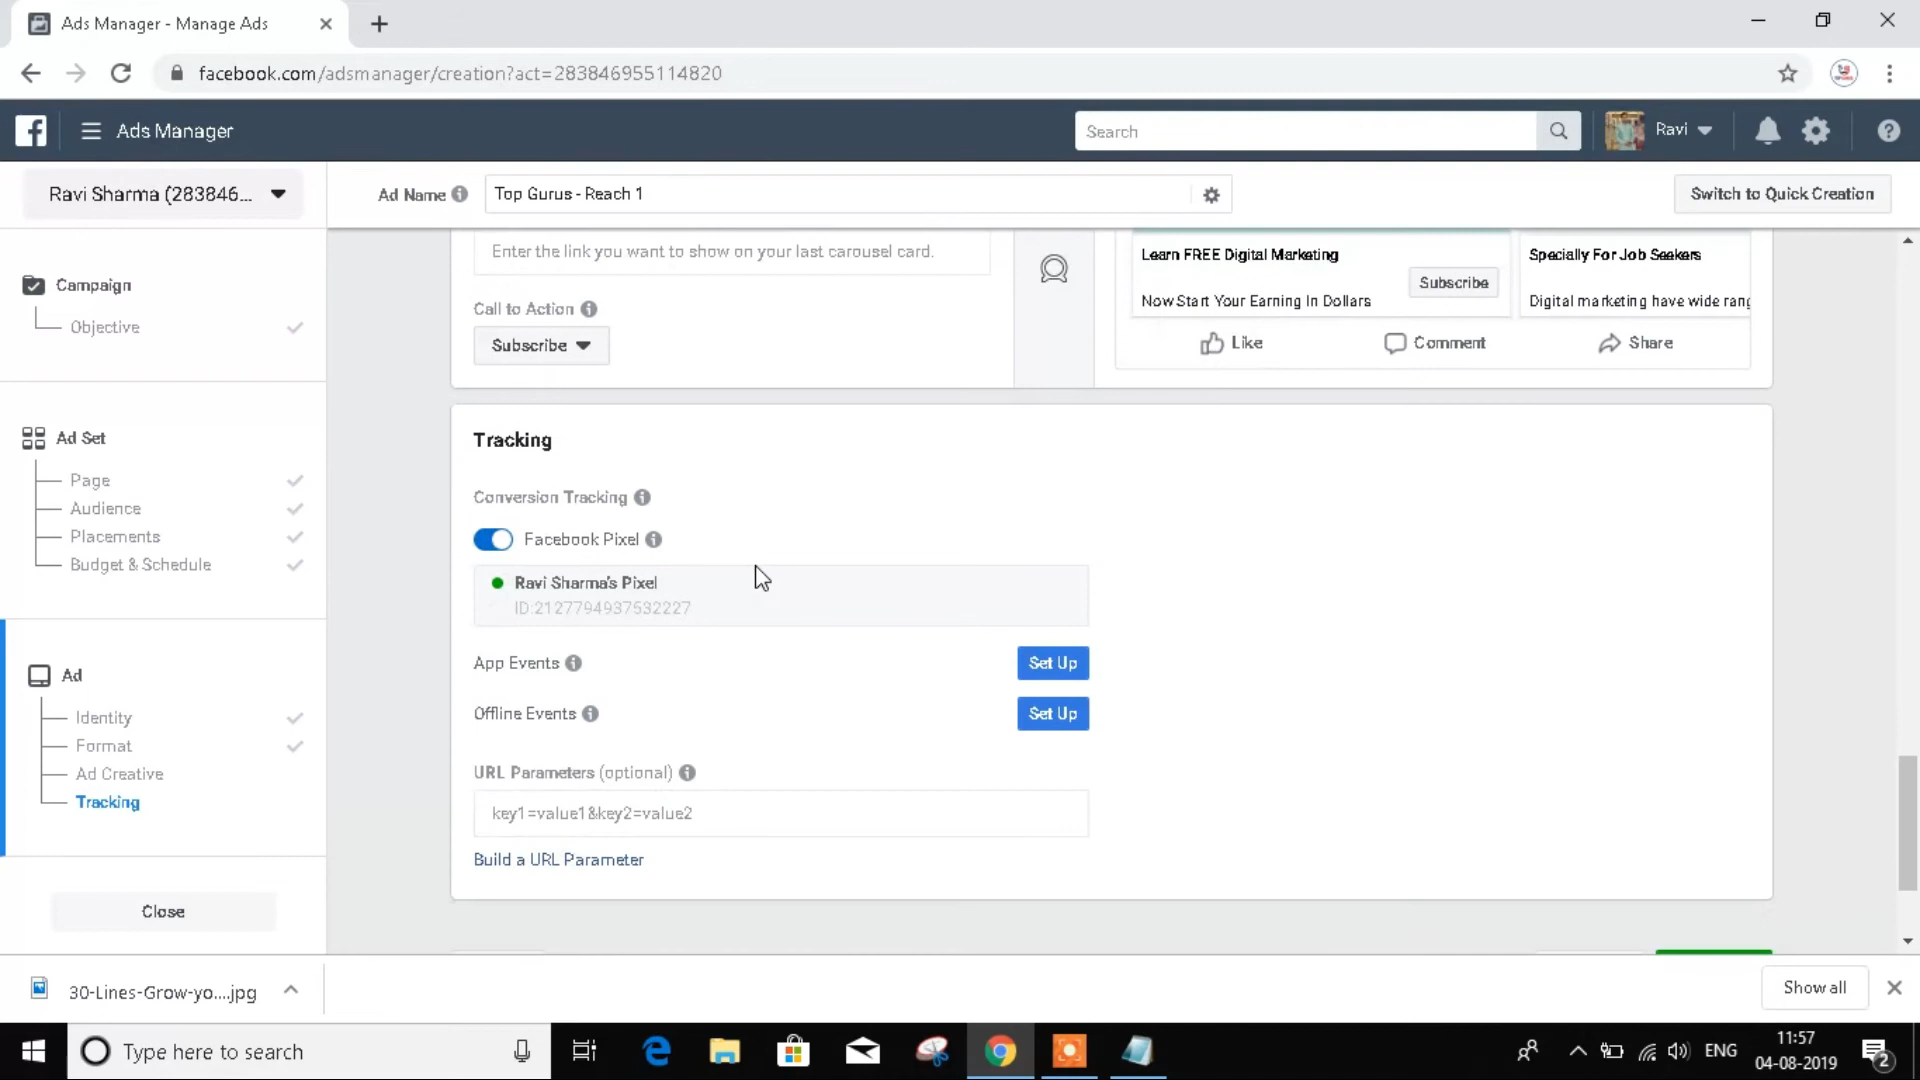 Ads Manager - Manage Ads
facebook.com/adsmanager/creation?act=283846955114820
Ads Manager
Search
Ravi
Ravi Sharma (283846...
Ad Name
Top Gurus - Reach 1
Switch to Quick Creation
Campaign
Objective
Ad Set
Page
Audience
Placements
Budget & Schedule
Ad
Identity
Format
Ad Creative
Tracking
Close
Enter the link you want to show on your last carousel card.
Call to Action
Subscribe
Learn FREE Digital Marketing
Subscribe
Now Start Your Earning In Dollars
Specially For Job Seekers
Digital marketing have wide rang
Like
Comment
Share
Tracking
Conversion Tracking
Facebook Pixel
Ravi Sharma's Pixel
ID:2127794937532227
App Events
Set Up
Offline Events
Set Up
URL Parameters (optional)
key1=value1&key2=value2
Build a URL Parameter
30-Lines-Grow-yo....jpg
Show all
Type here to search
ENG
11:57
04-08-2019
2